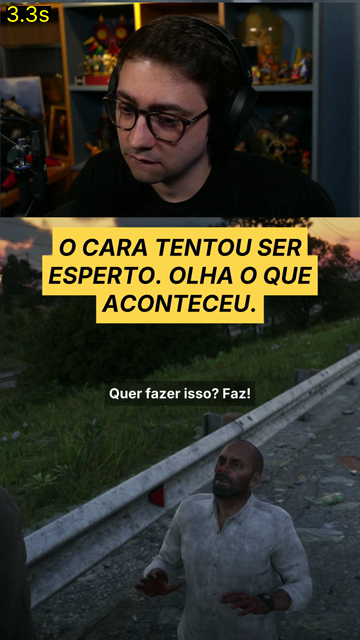 3.3s
O CARA TENTOU SER
ESPERTO. OLHA O QUE
ACONTECEU.
Quer fazer isso? Faz!